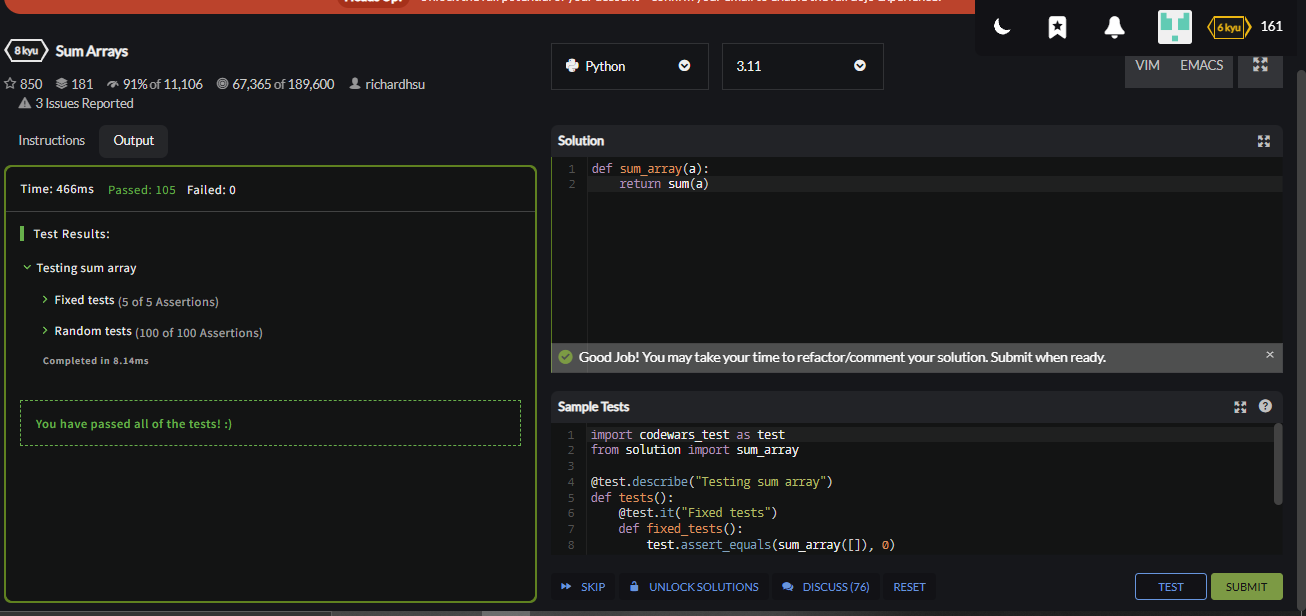 6 kyu 161
8 kyu Sum Arrays
850 181 91% of 11,106 67,365 of 189,600 richardhsu
3 Issues Reported
Python
3.11
VIM EMACS
Instructions Output
Time: 466ms Passed: 105 Failed: 0
Test Results:
Testing sum array
Fixed tests (5 of 5 Assertions)
Random tests (100 of 100 Assertions)
Completed in 8.14ms
You have passed all of the tests! :)
Solution
1 def sum_array(a):
2 return sum(a)
Good Job! You may take your time to refactor/comment your solution. Submit when ready.
Sample Tests
1 import codewars_test as test
2 from solution import sum_array
3
4 @test.describe("Testing sum array")
5 def tests():
6 @test.it("Fixed tests")
7 def fixed_tests():
8 test.assert_equals(sum_array([]), 0)
SKIP UNLOCK SOLUTIONS DISCUSS (76) RESET
TEST SUBMIT